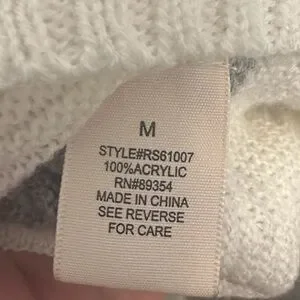 M
STYLE#RS61007
100%ACRYLIC
RN#89354
MADE IN CHINA
SEE REVERSE
FOR CARE